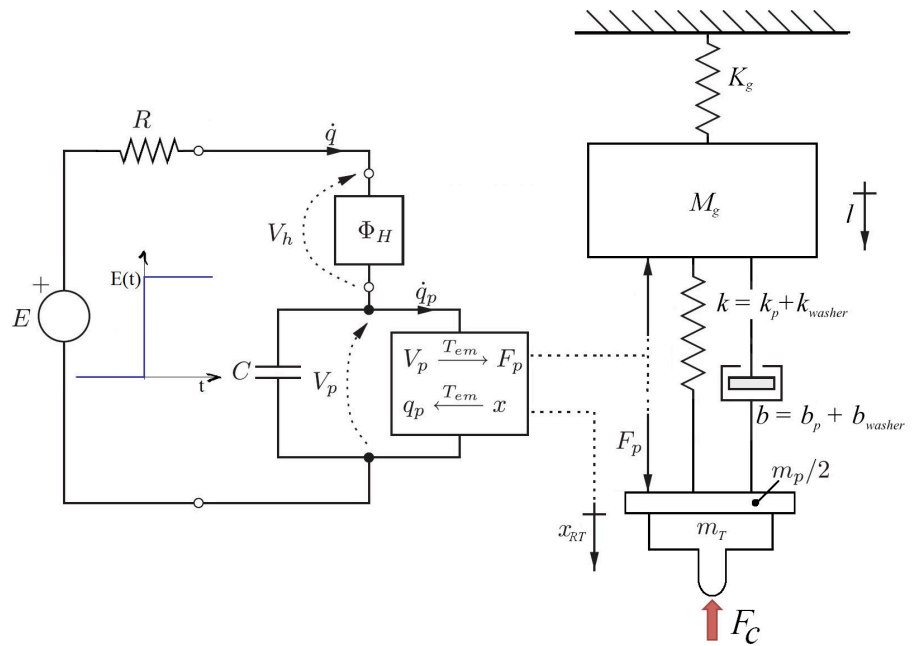 K_g
R
q̇
M_g
l
V_h
Φ_H
E(t)
+
q̇_p
E
k = k_p + k_washer
t
C
V_p
V_p T_em F_p
q_p T_em x
b = b_p + b_washer
F_p
m_p/2
x_RT
m_T
F_c